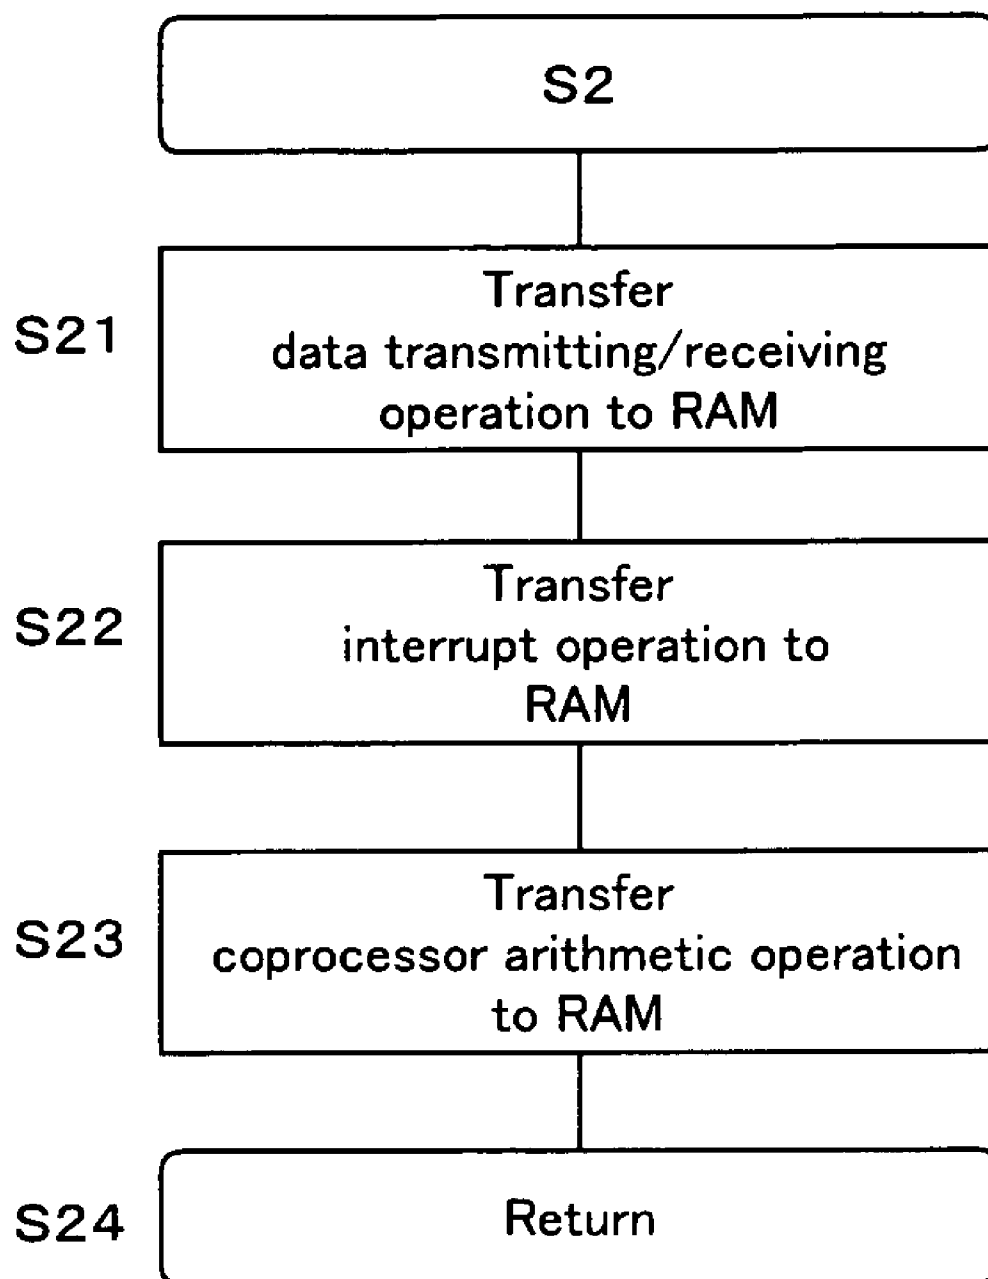 S2
S21
Transfer
data transmitting/receiving
operation to RAM
S22
Transfer
interrupt operation to
RAM
S23
Transfer
coprocessor arithmetic operation
to RAM
S24
Return